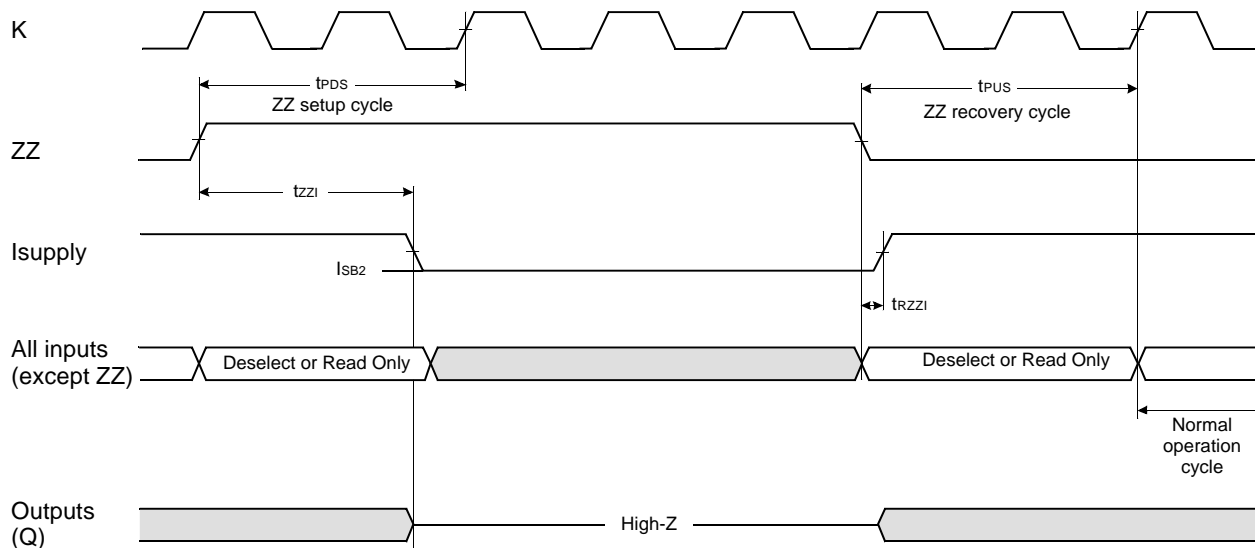 K
tPDS
ZZ setup cycle
tPUS
ZZ recovery cycle
ZZ
tZZI
Isupply
ISB2
tRZZI
All inputs
(except ZZ)
Deselect or Read Only
Deselect or Read Only
Normal
operation
cycle
Outputs
(Q)
High-Z